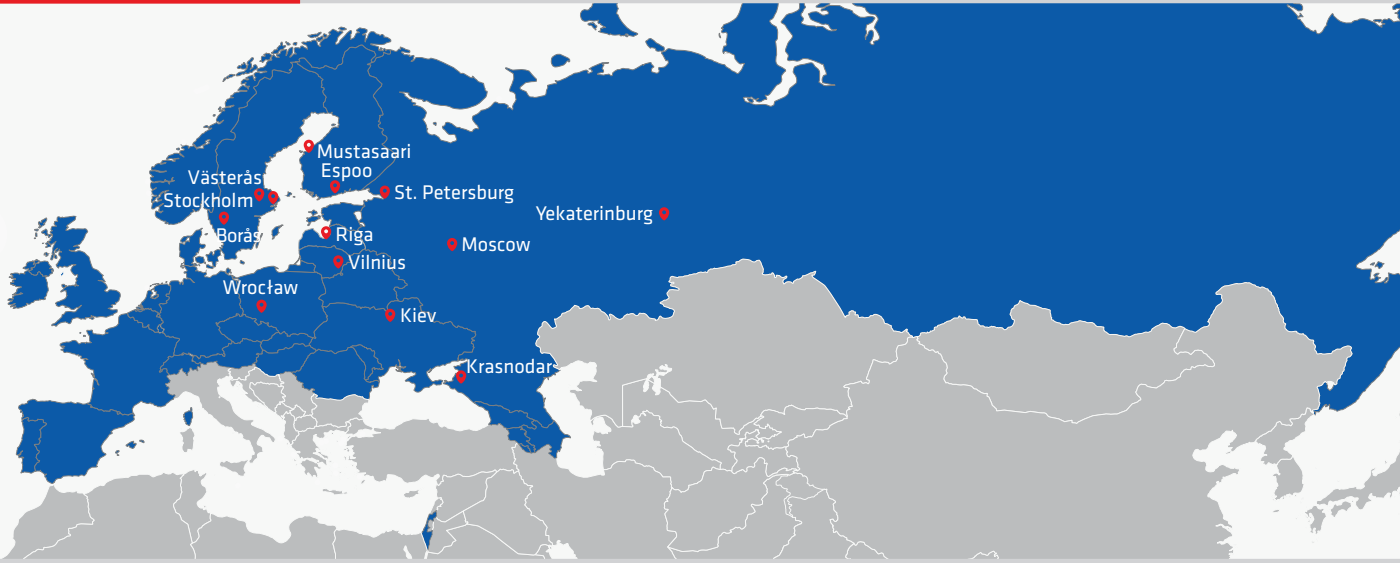 Mustasaari
Espoo
Västerås
St. Petersburg
Stockholm
Yekaterinburg
Borås
Riga
Moscow
Vilnius
Wrocław
Kiev
Krasnodar